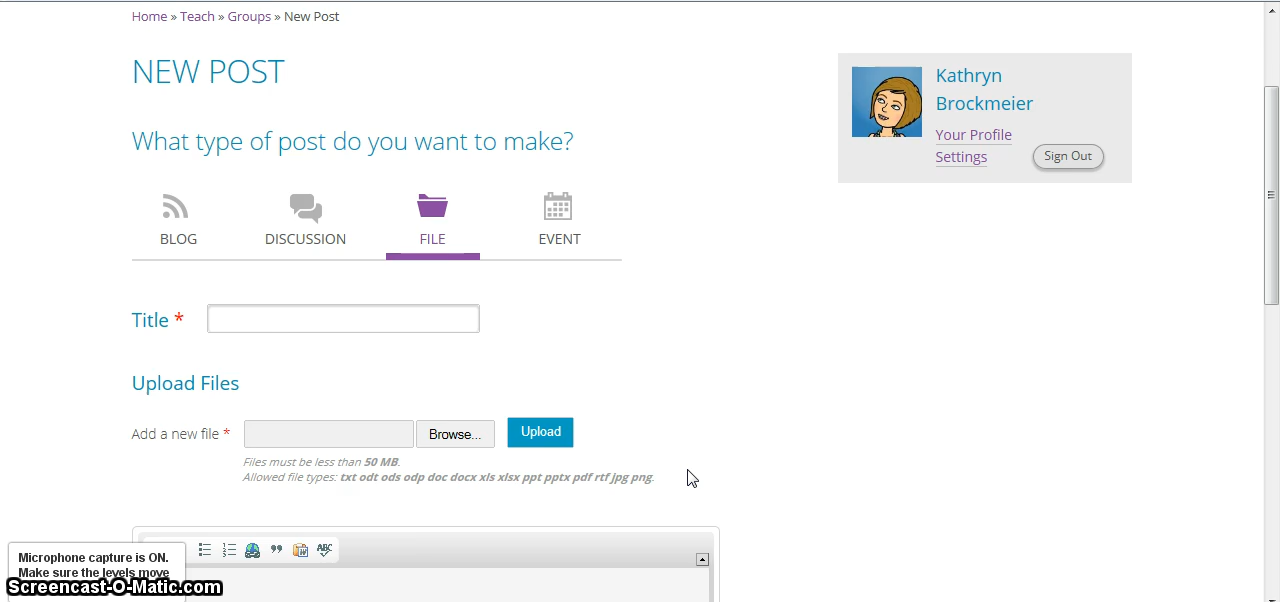 Home » Teach » Groups » New Post
NEW POST
Kathryn
Brockmeier
Your Profile
Settings
Sign Out
What type of post do you want to make?
BLOG
DISCUSSION
FILE
EVENT
Title *
Upload Files
Add a new file *
Browse...
Upload
Files must be less than 50 MB.
Allowed file types: txt odt ods odp doc docx xls xlsx ppt pptx pdf rtf jpg png.
ABC
Microphone capture is ON.
Make sure the levels move
Screencast-O-Matic.com